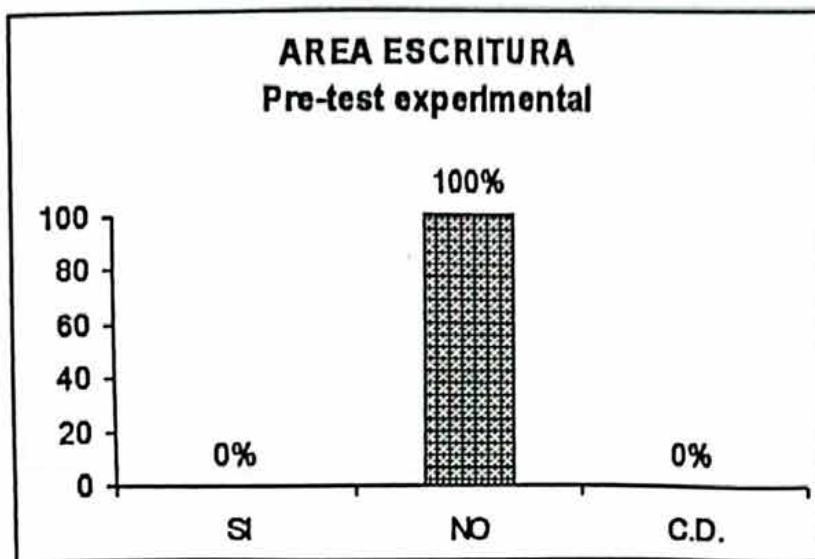 AREA ESCRITURA
Pre-test experimental
100%
100
80
60
40
20
0
0%
0%
SI
NO
C.D.